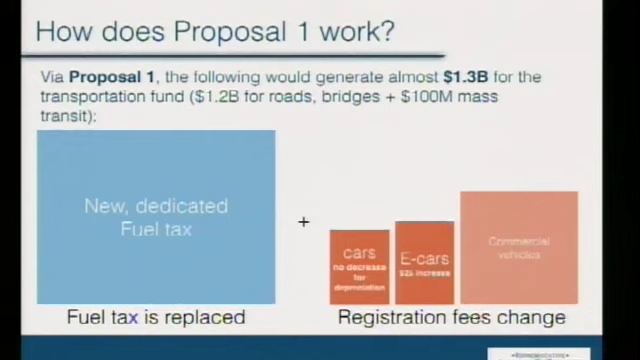 How does Proposal 1 work?
Via Proposal 1, the following would generate almost $1.3B for the
transportation fund ($1.2B for roads, bridges + $100M mass
transit):
New, dedicated
Fuel tax
+
cars
no decrease
for
depreciation
E-cars
$25 increase
Commercial
vehicles
Fuel tax is replaced
Registration fees change